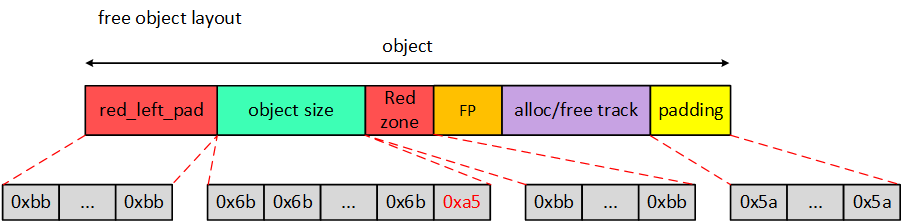 free object layout
object
red_left_pad
object size
Red
zone
FP
alloc/free track
padding
0xbb ... 0xbb
0x6b 0x6b ... 0x6b 0xa5
0xbb ... 0xbb
0x5a ... 0x5a